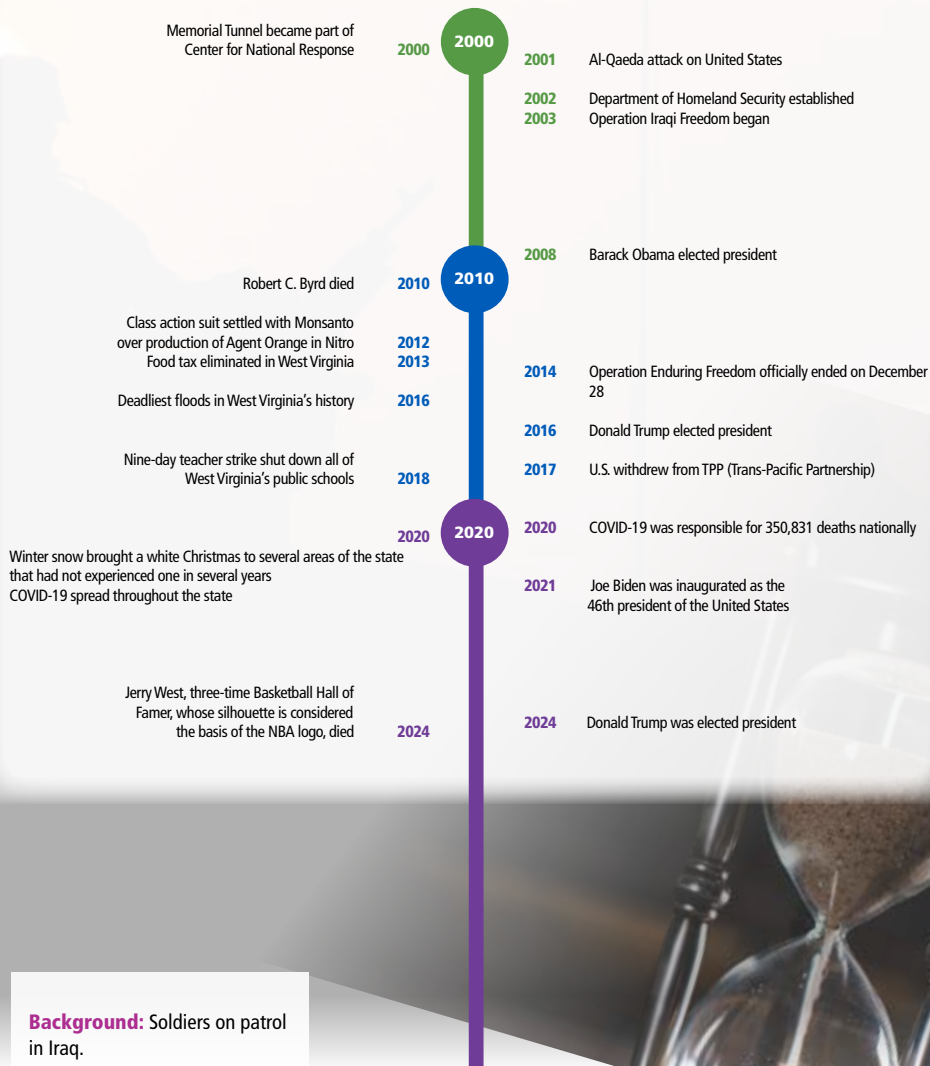 Memorial Tunnel became part of
Center for National Response
2000
2000
2001 Al-Qaeda attack on United States
2002 Department of Homeland Security established
2003 Operation Iraqi Freedom began
2008 Barack Obama elected president
2010
Robert C. Byrd died 2010
Class action suit settled with Monsanto
over production of Agent Orange in Nitro 2012
Food tax eliminated in West Virginia 2013
2014 Operation Enduring Freedom officially ended on December
28
Deadliest floods in West Virginia's history 2016
2016 Donald Trump elected president
Nine-day teacher strike shut down all of
West Virginia's public schools 2018
2017 U.S. withdrew from TPP (Trans-Pacific Partnership)
2020
2020
Winter snow brought a white Christmas to several areas of the state
that had not experienced one in several years
COVID-19 spread throughout the state
2020 COVID-19 was responsible for 350,831 deaths nationally
2021 Joe Biden was inaugurated as the
46th president of the United States
Jerry West, three-time Basketball Hall of
Famer, whose silhouette is considered
the basis of the NBA logo, died 2024
2024 Donald Trump was elected president
Background: Soldiers on patrol
in Iraq.